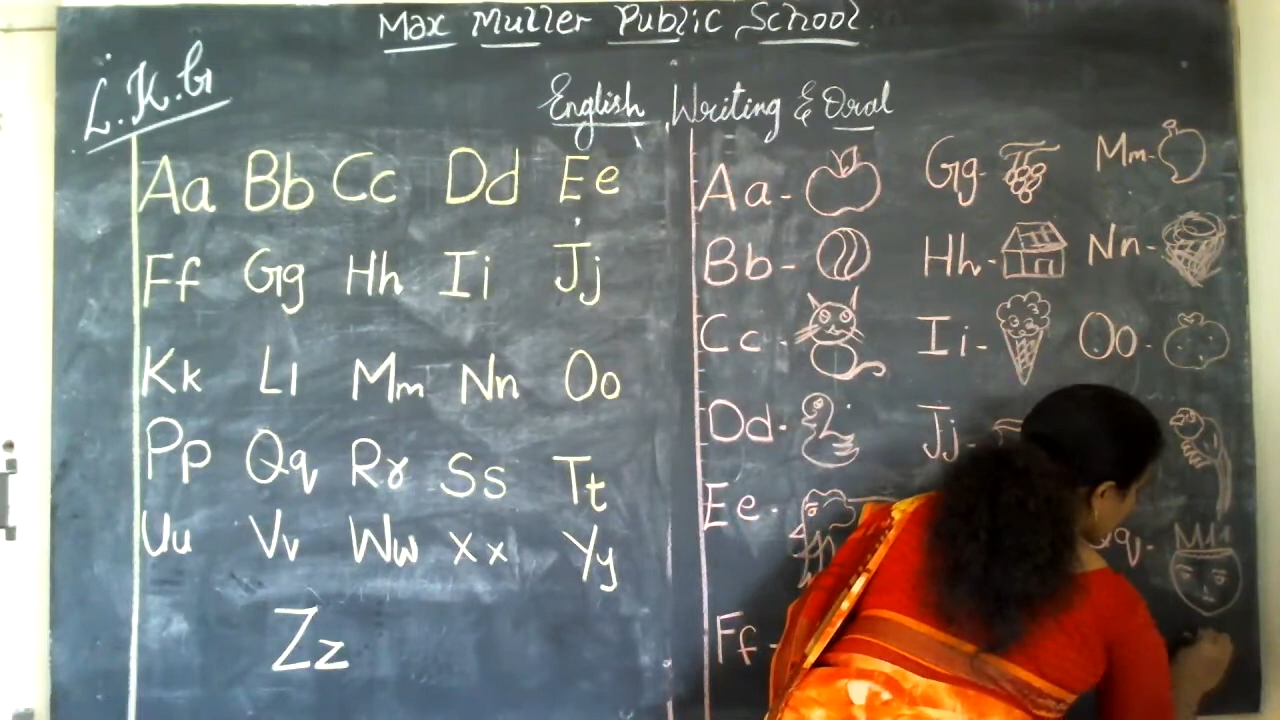 Max Muller Public School
L.K.G
English Writing & Oral
Aa Bb Cc Dd Ee
Ff Gg Hh Ii Jj
Kk Ll Mm Nn Oo
Pp Qq Rr Ss Tt
Uu Vv Ww Xx Yy
Zz
Aa-
Bb-
Cc-
Dd-
Ee-
Ff-
Gg-
Hh-
Ii-
Jj-
Mm-
Nn-
Oo-
Qq-